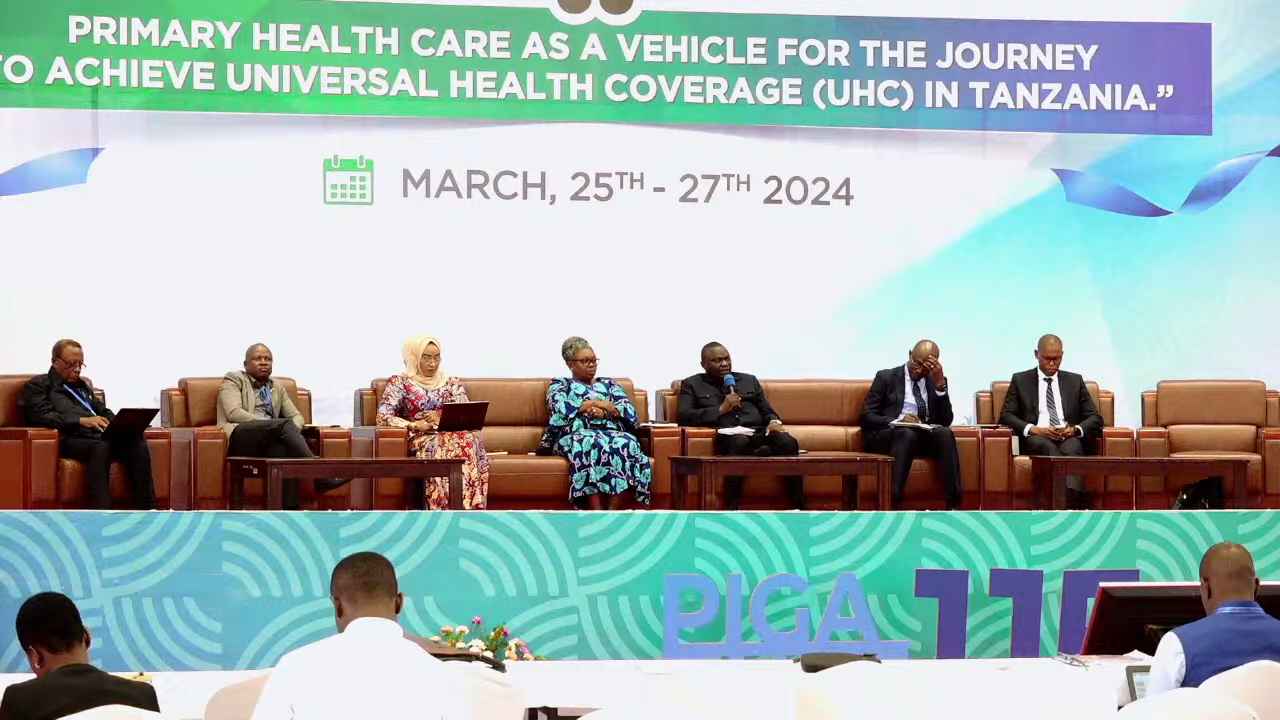 PRIMARY HEALTH CARE AS A VEHICLE FOR THE JOURNEY
TO ACHIEVE UNIVERSAL HEALTH COVERAGE (UHC) IN TANZANIA.”
MARCH, 25TH - 27TH 2024
PIGA